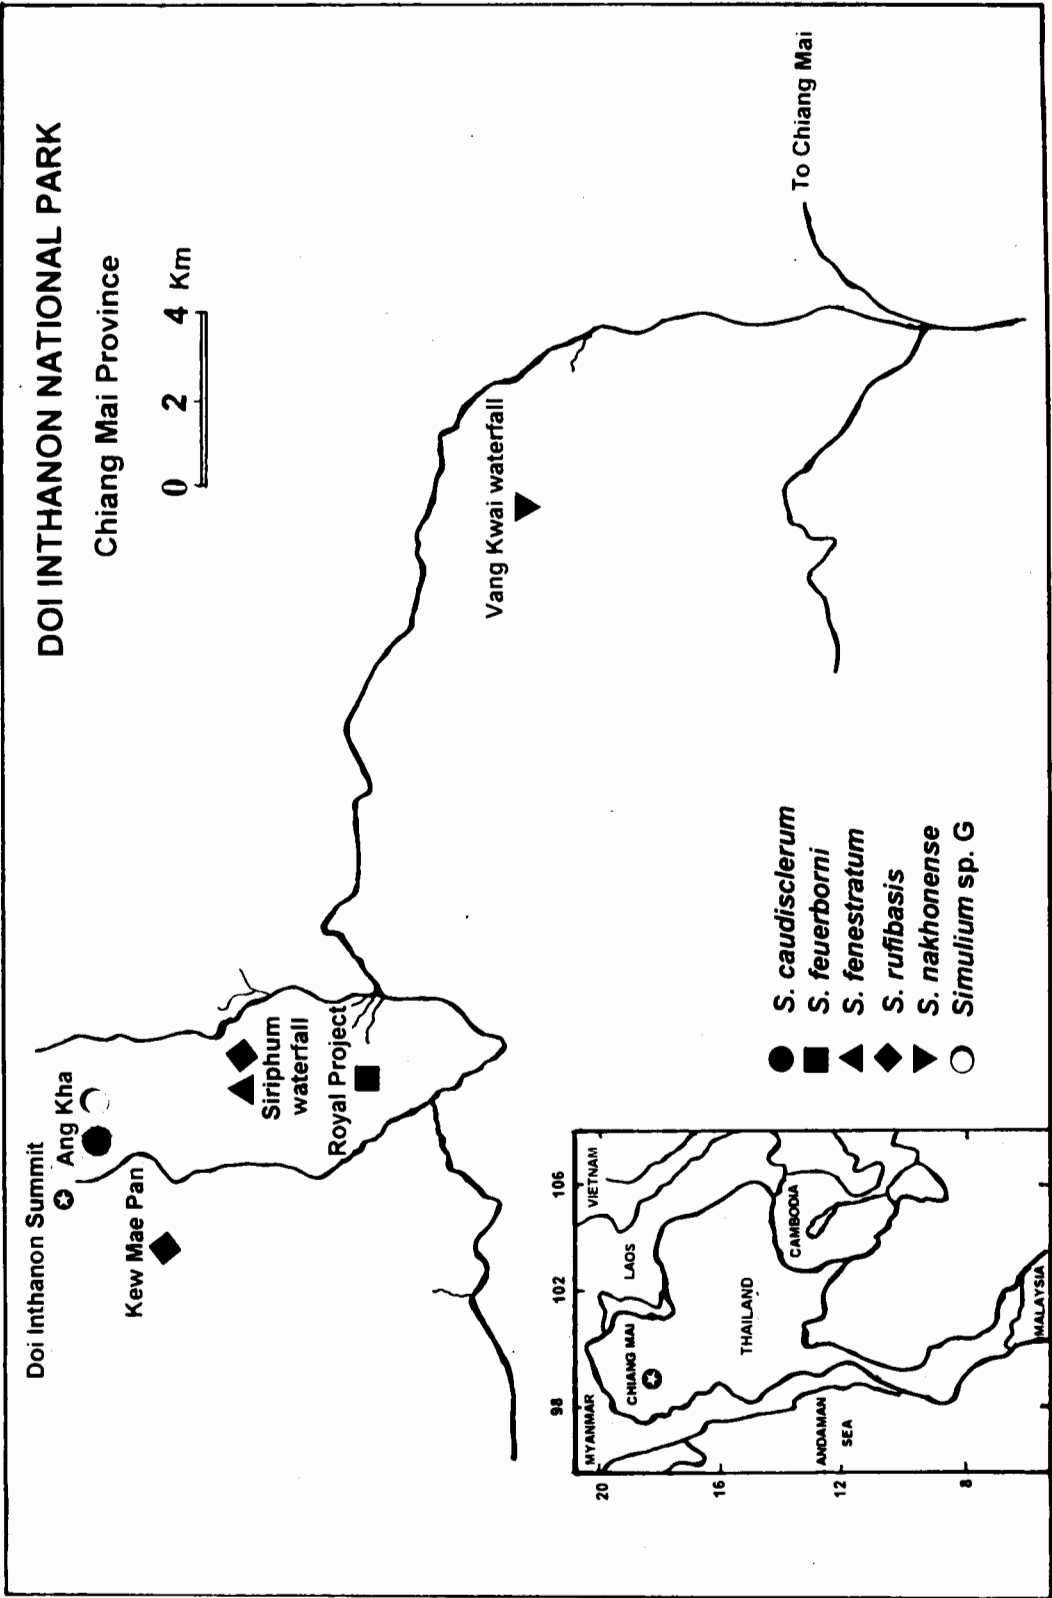 DOI INTHANON NATIONAL PARK
Chiang Mai Province
0 2 4 Km
Doi Inthanon Summit
Ang Kha
Kew Mae Pan
Siriphum
waterfall
Royal Project
Vang Kwai waterfall
To Chiang Mai
S. caudisclerum
S. feuerborni
S. fenestratum
S. rufibasis
S. nakhonense
Simulium sp. G
98 102 106
20
16
12
8
MYANMAR
CHIANG MAI
LAOS
VIETNAM
THAILAND
CAMBODIA
ANDAMAN
SEA
MALAYSIA